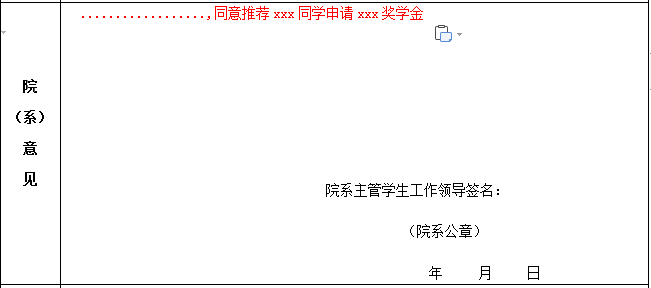 ..................,同意推荐 xxx 同学申请 xxx 奖学金
院
（系）
意
见
院系主管学生工作领导签名：
（院系公章）
年 月 日